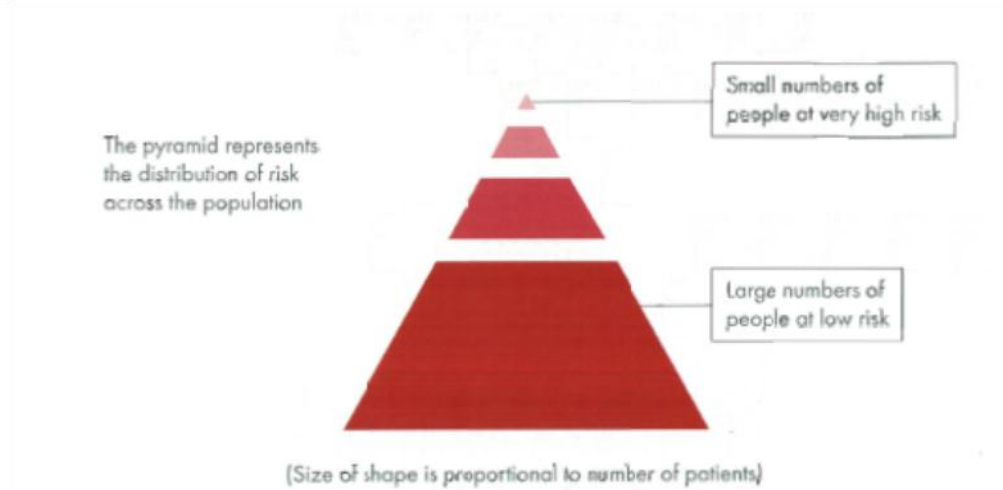 Small numbers of
people at very high risk
The pyramid represents
the distribution of risk
across the population
Large numbers of
people at low risk
(Size of shape is proportional to number of patients)